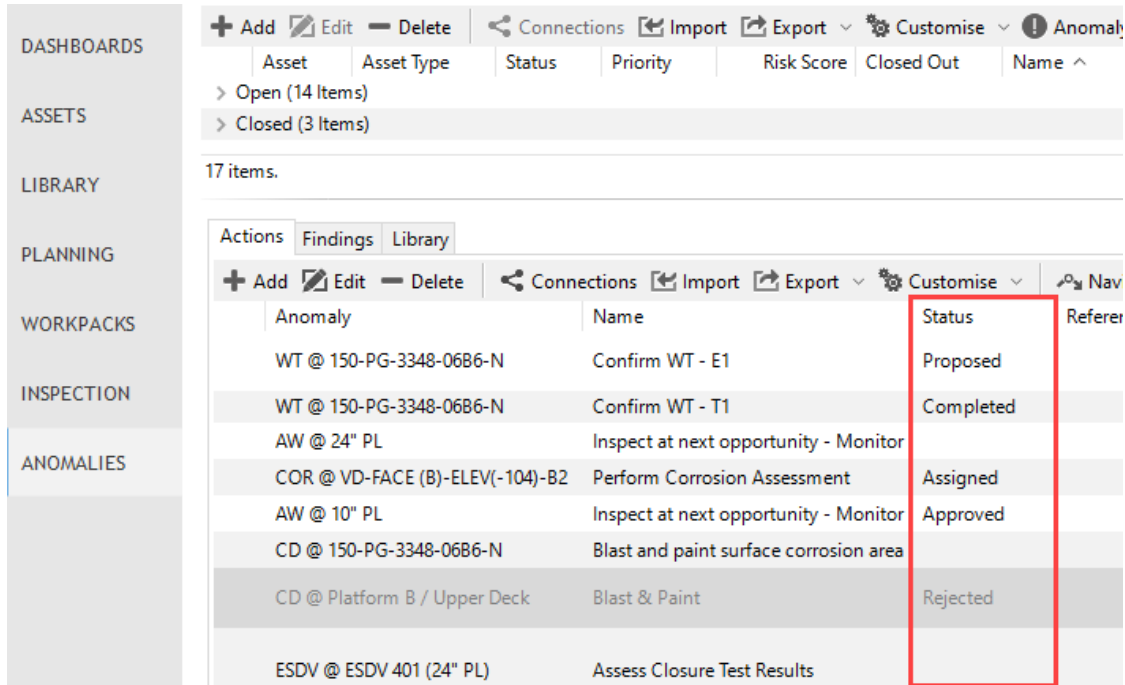 DASHBOARDS
ASSETS
LIBRARY
PLANNING
WORKPACKS
INSPECTION
ANOMALIES
Add Edit Delete Connections Import Export Customise Anomaly
Asset Asset Type Status Priority Risk Score Closed Out Name
Open (14 Items)
Closed (3 Items)
17 items.
Actions Findings Library
Add Edit Delete Connections Import Export Customise Navi
Anomaly Name Status Referen
WT @ 150-PG-3348-06B6-N Confirm WT - E1 Proposed
WT @ 150-PG-3348-06B6-N Confirm WT - T1 Completed
AW @ 24" PL Inspect at next opportunity - Monitor
COR @ VD-FACE (B)-ELEV(-104)-B2 Perform Corrosion Assessment Assigned
AW @ 10" PL Inspect at next opportunity - Monitor Approved
CD @ 150-PG-3348-06B6-N Blast and paint surface corrosion area
CD @ Platform B / Upper Deck Blast & Paint Rejected
ESDV @ ESDV 401 (24" PL) Assess Closure Test Results